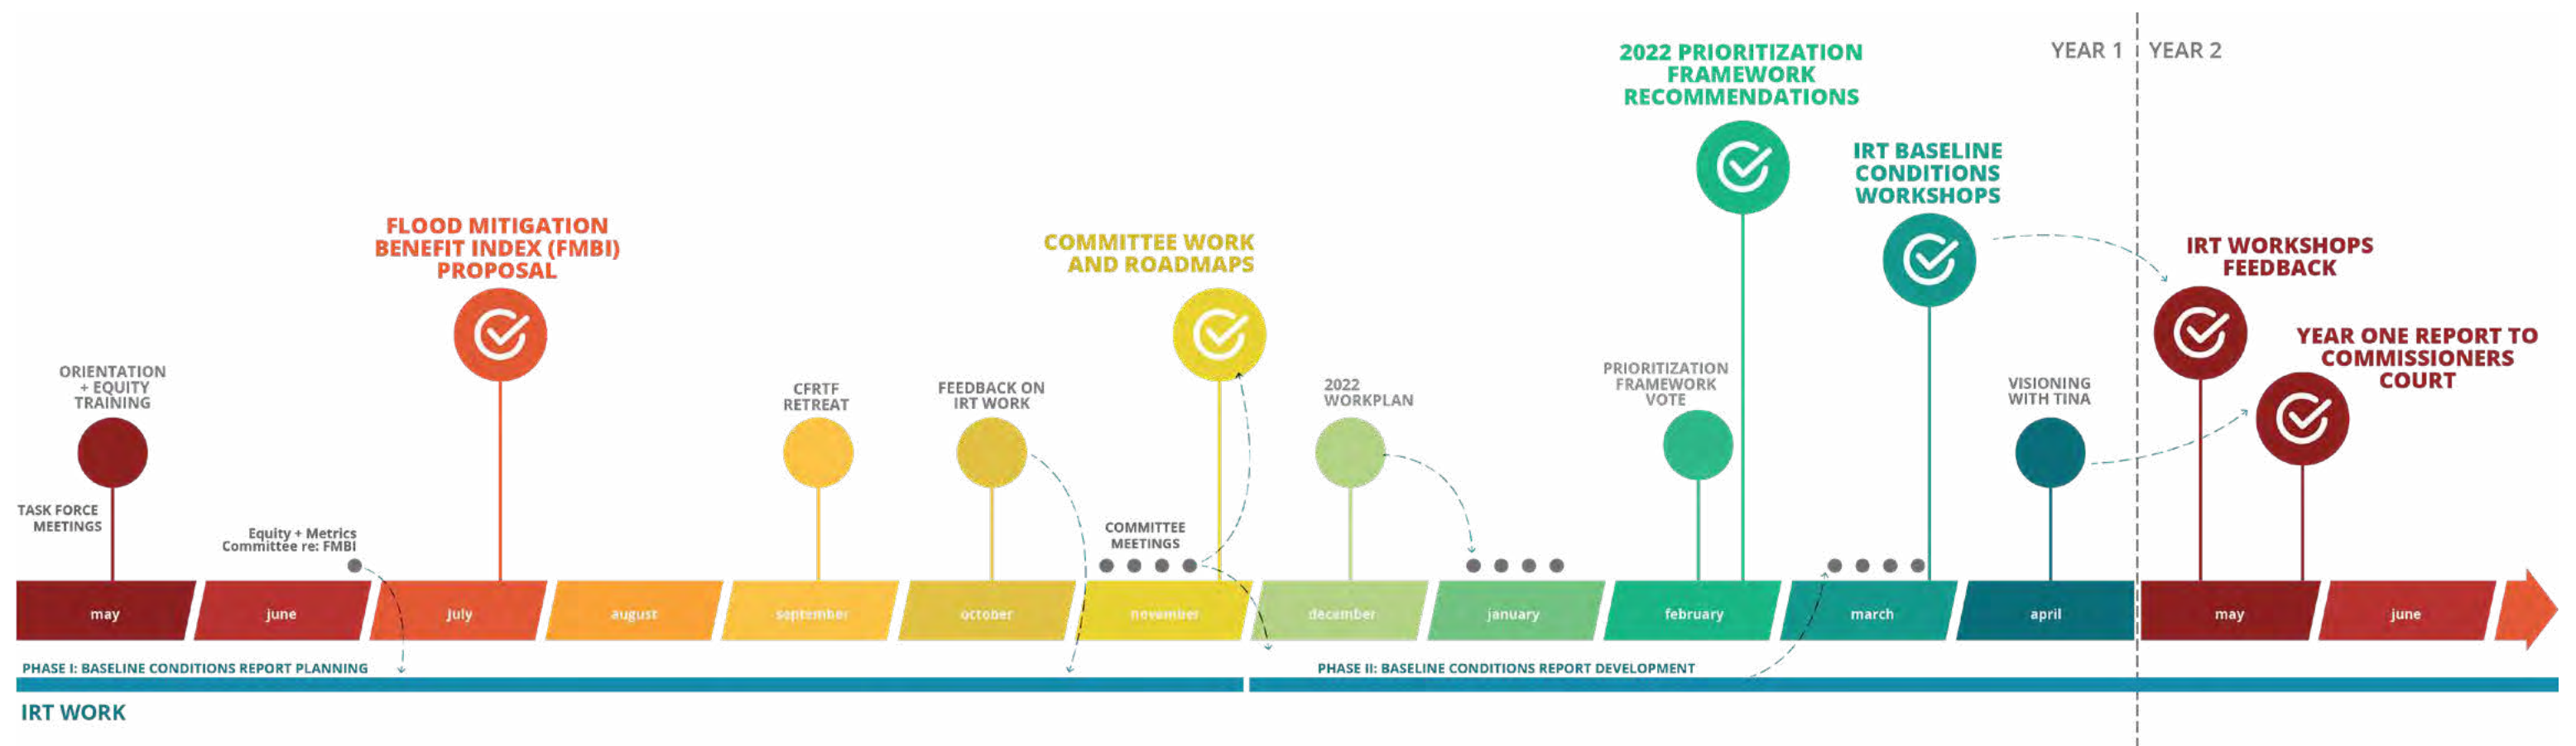 YEAR 1
YEAR 2
2022 PRIORITIZATION
FRAMEWORK
RECOMMENDATIONS
IRT BASELINE
CONDITIONS
WORKSHOPS
FLOOD MITIGATION
BENEFIT INDEX (FMBI)
PROPOSAL
COMMITTEE WORK
AND ROADMAPS
IRT WORKSHOPS
FEEDBACK
YEAR ONE REPORT TO
COMMISSIONERS
COURT
ORIENTATION
+ EQUITY
TRAINING
CFRTF
RETREAT
FEEDBACK ON
IRT WORK
2022
WORKPLAN
PRIORITIZATION
FRAMEWORK
VOTE
VISIONING
WITH TINA
TASK FORCE
MEETINGS
Equity + Metrics
Committee re: FMBI
COMMITTEE
MEETINGS
may
june
july
august
september
october
november
december
january
february
march
april
may
june
PHASE I: BASELINE CONDITIONS REPORT PLANNING
PHASE II: BASELINE CONDITIONS REPORT DEVELOPMENT
IRT WORK